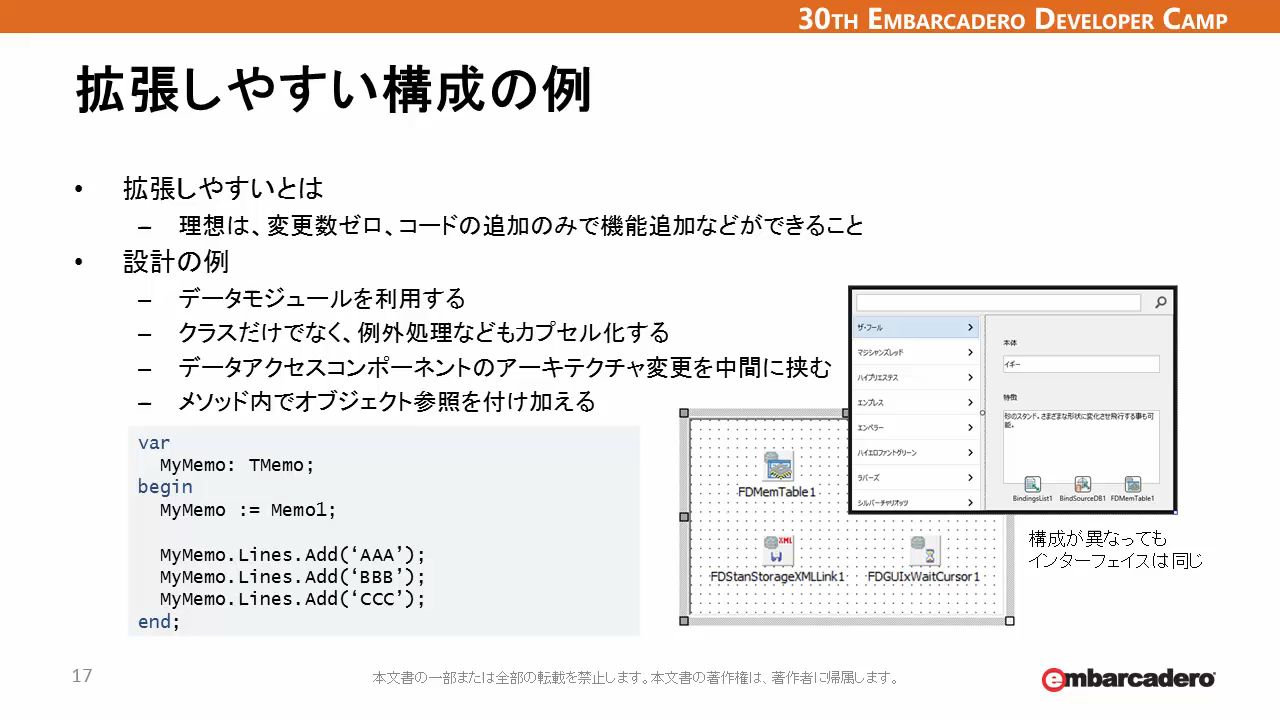 30TH EMBARCADERO DEVELOPER CAMP
拡張しやすい構成の例
• 拡張しやすいとは
– 理想は、変更数ゼロ、コードの追加のみで機能追加などができること
• 設計の例
– データモジュールを利用する
– クラスだけでなく、例外処理などもカプセル化する
– データアクセスコンポーネントのアーキテクチャ変更を中間に挟む
– メソッド内でオブジェクト参照を付け加える
var
MyMemo: TMemo;
begin
MyMemo := Memo1;
MyMemo.Lines.Add(‘AAA’);
MyMemo.Lines.Add(‘BBB’);
MyMemo.Lines.Add(‘CCC’);
end;
FDMemTable1
FDStanStorageXMLLink1
FDGUIxWaitCursor1
XML
ザ・フール
マジシャンズレッド
ハイプリエステス
エンプレス
エンペラー
ハイエロファントグリーン
ラバーズ
シルバーチャリオッツ
本体
イギー
特徴
砂のスタンド。さまざまな形状に変化させ飛行する事も可
能。
BindingsList1
BindSourceDB1
FDMemTable1
構成が異なっても
インターフェイスは同じ
17
本文書の一部または全部の転載を禁止します。本文書の著作権は、著作者に帰属します。
embarcadero